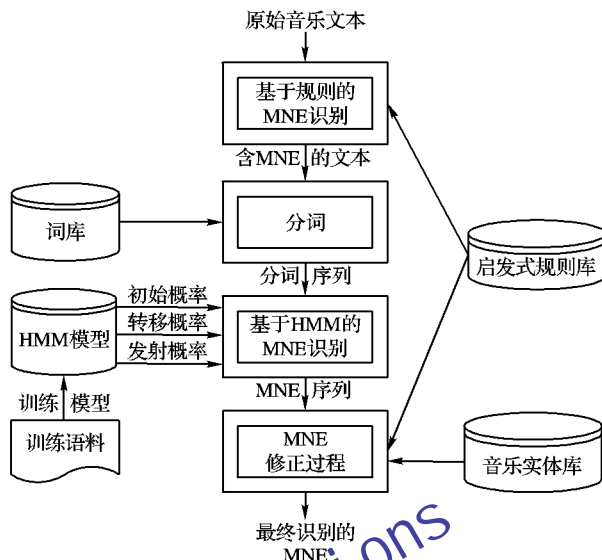 原始音乐文本
基于规则的
MNE识别
含MNE 的文本
词库
分词
启发式规则库
分词 序列
HMM模型
初始概率
转移概率
发射概率
基于HMM的
MNE识别
训练 模型
MNE 序列
训练语料
MNE
修正过程
音乐实体库
最终识别的
MNE
ons